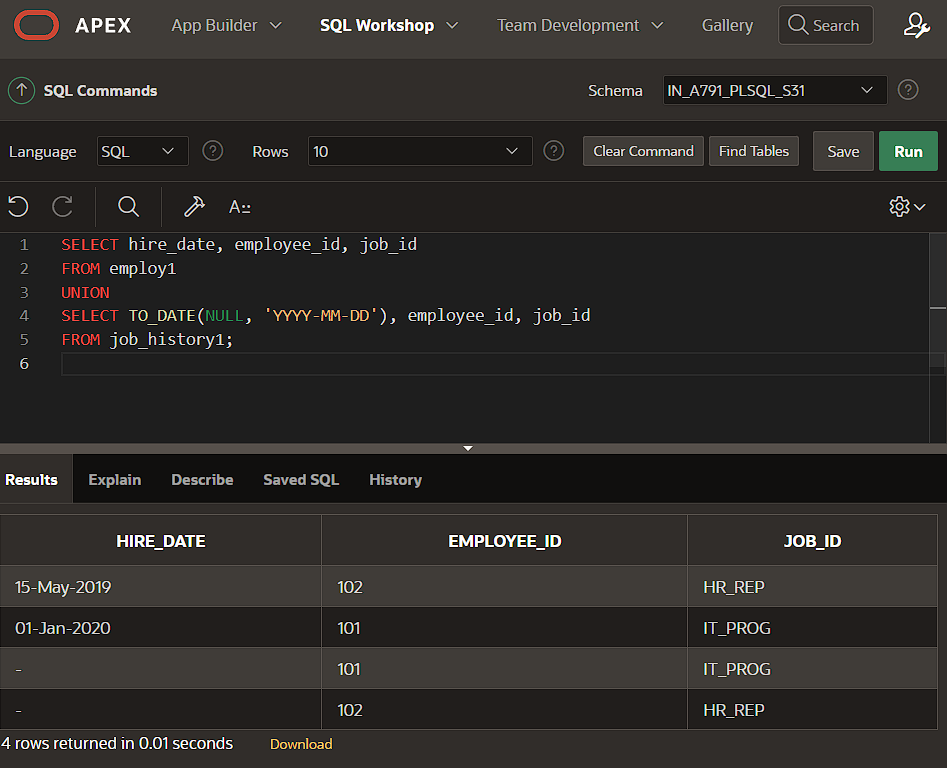 APEX App Builder SQL Workshop Team Development Gallery Search
SQL Commands Schema IN_A791_PLSQL_S31 ?
Language SQL ? Rows 10 ? Clear Command Find Tables Save Run
A::
1 SELECT hire_date, employee_id, job_id
2 FROM employ1
3 UNION
4 SELECT TO_DATE(NULL, 'YYYY-MM-DD'), employee_id, job_id
5 FROM job_history1;
6
Results Explain Describe Saved SQL History
HIRE_DATE EMPLOYEE_ID JOB_ID
15-May-2019 102 HR_REP
01-Jan-2020 101 IT_PROG
- 101 IT_PROG
- 102 HR_REP
4 rows returned in 0.01 seconds Download